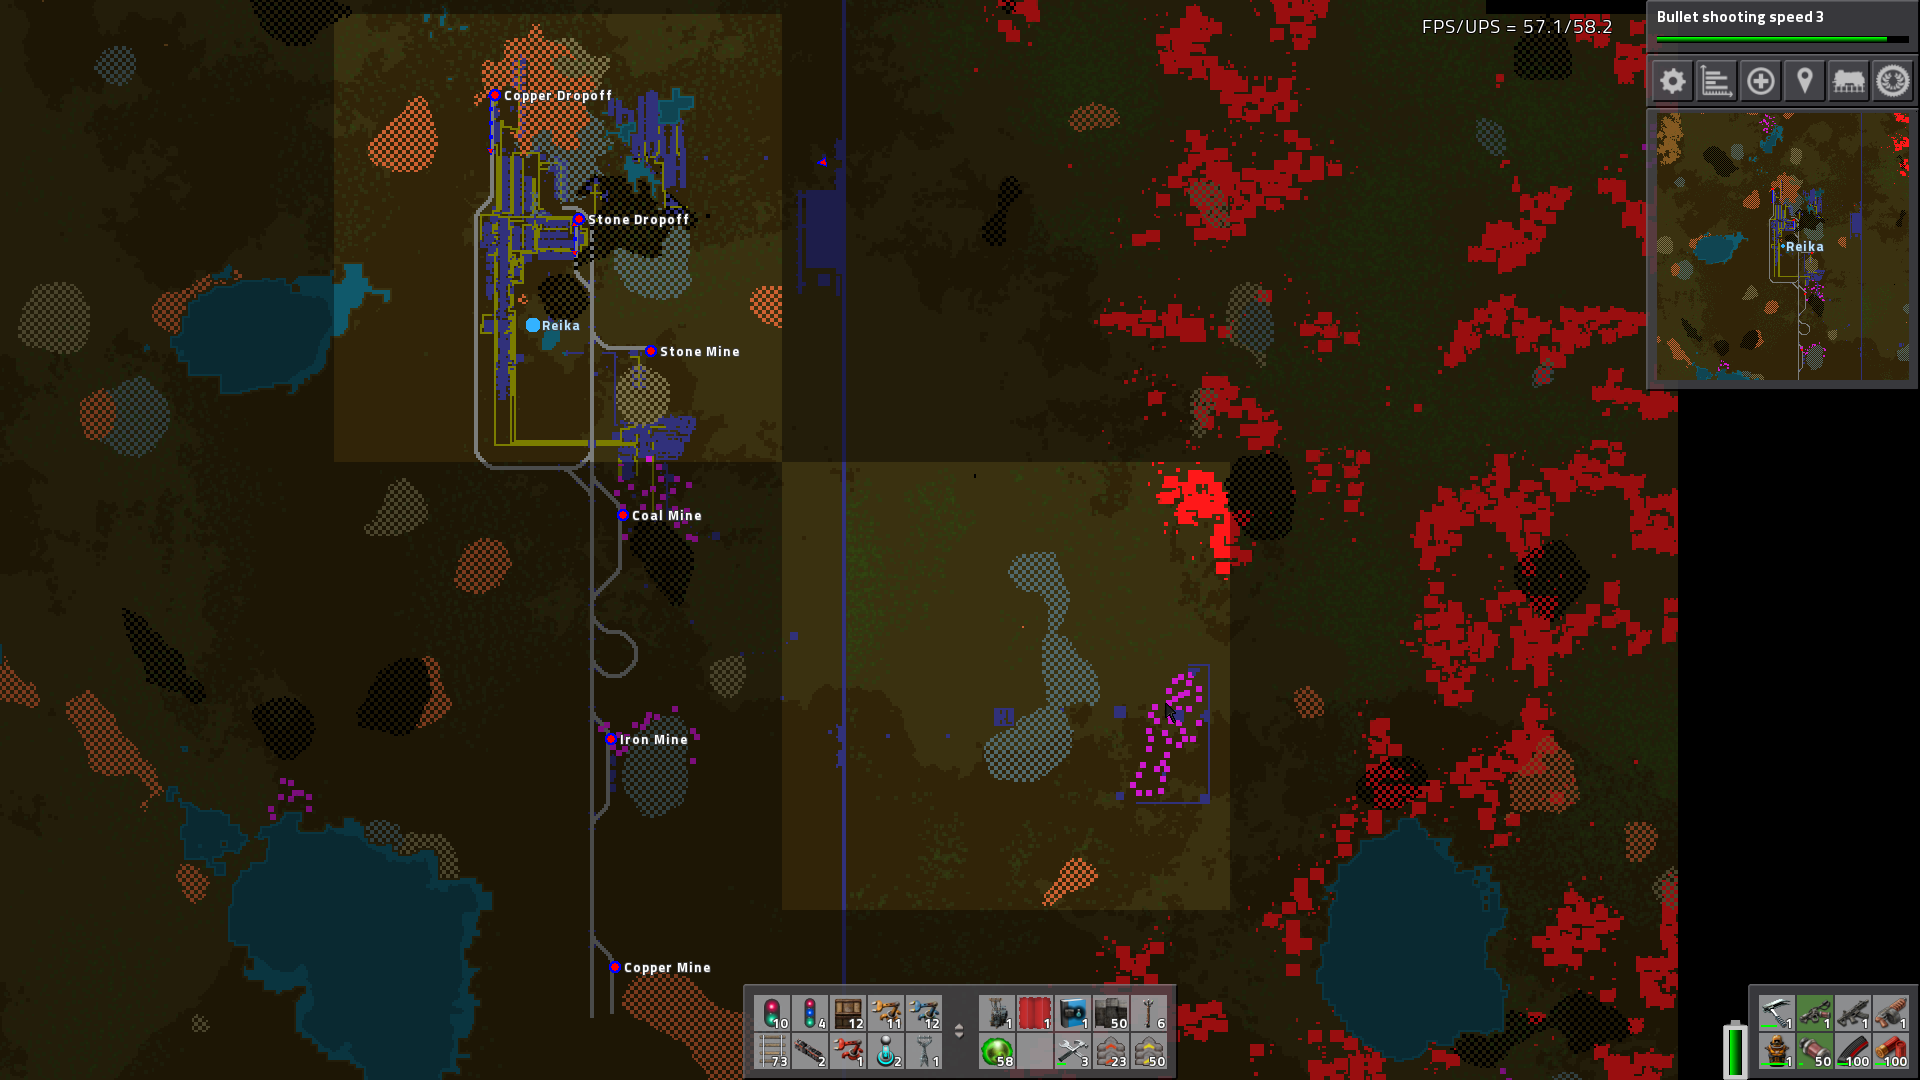 Bullet shooting speed 3
FPS/UPS = 57.1/58.2
Copper Dropoff
Stone Dropoff
Reika
Reika
Stone Mine
Coal Mine
Iron Mine
Copper Mine
10 4 12 11 12 1 1 1 50 6
73 2 1 2 1 58 3 23 50
1 1 1 1
1 50 100 100